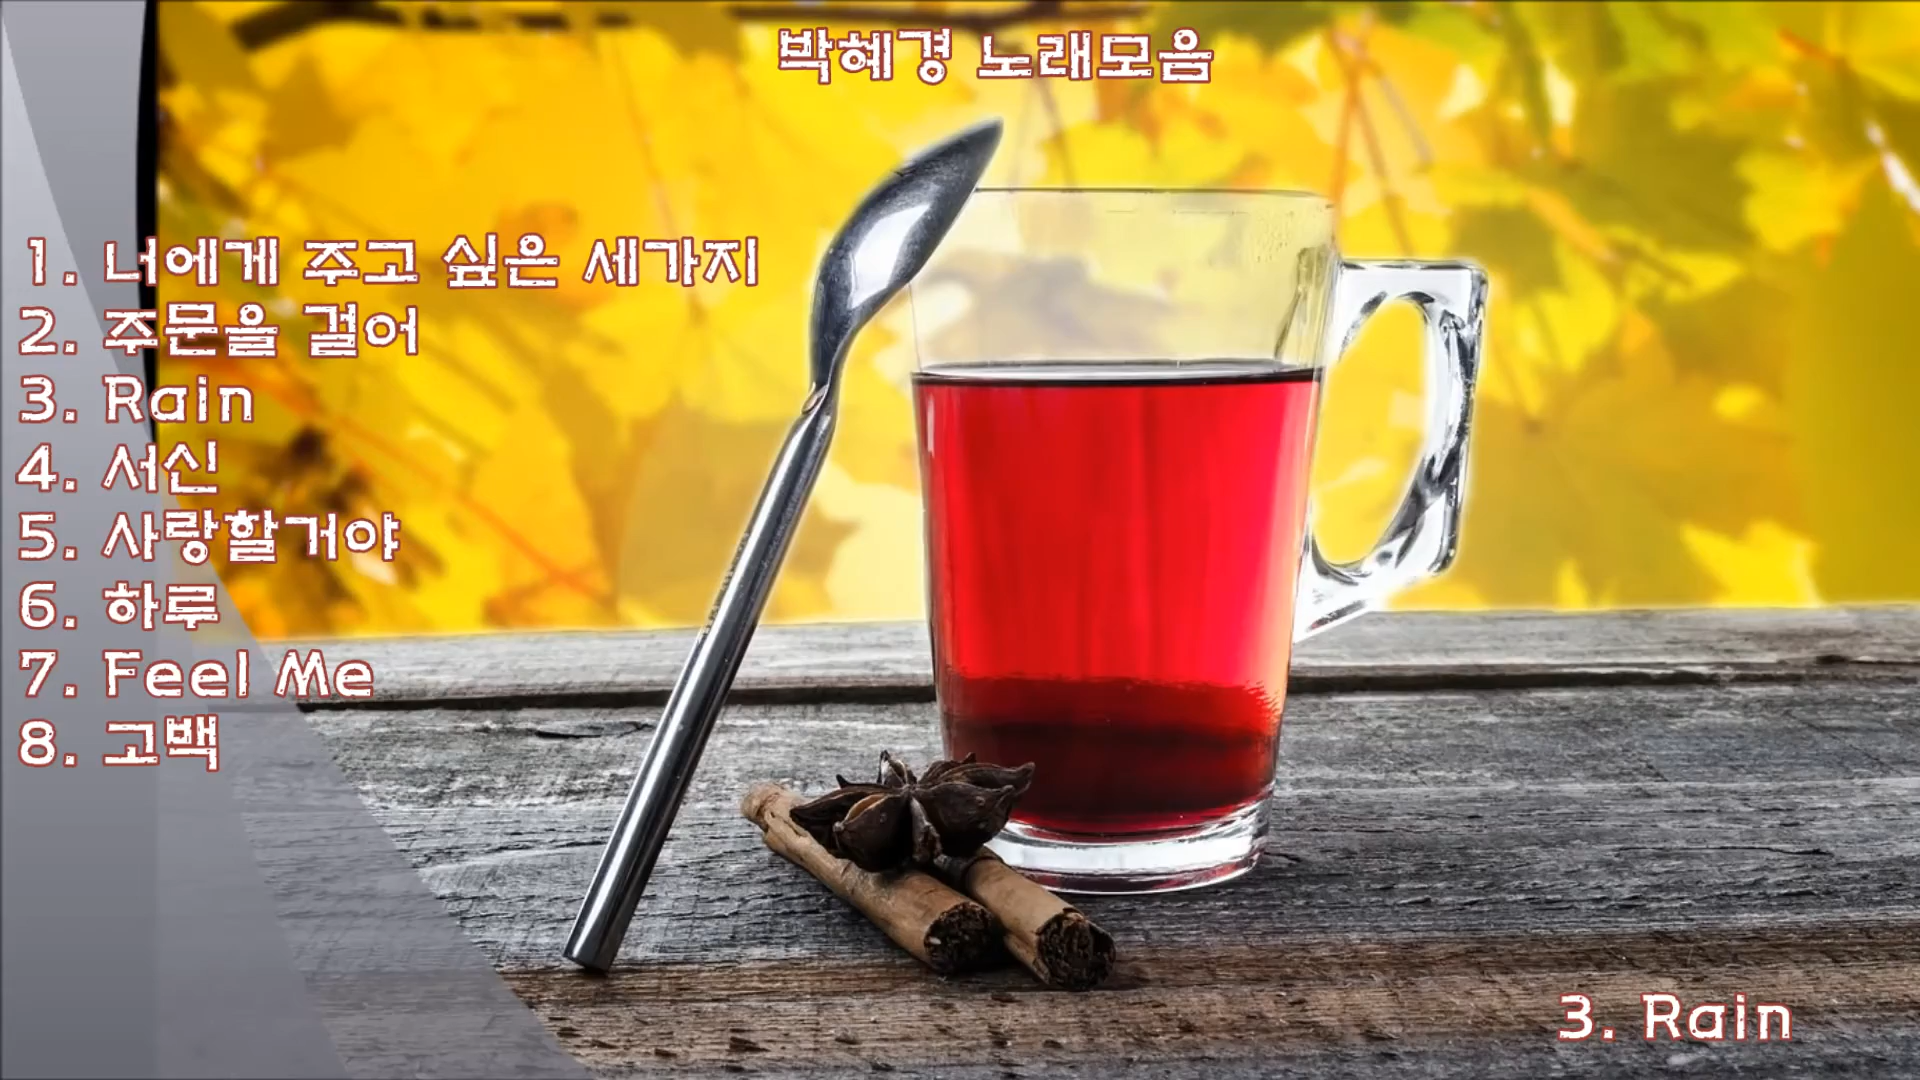 박혜경 노래모음
1. 너에게 주고 싶은 세가지
2. 주문을 걸어
3. Rain
4. 서신
5. 사랑할거야
6. 하루
7. Feel Me
8. 고백
3. Rain